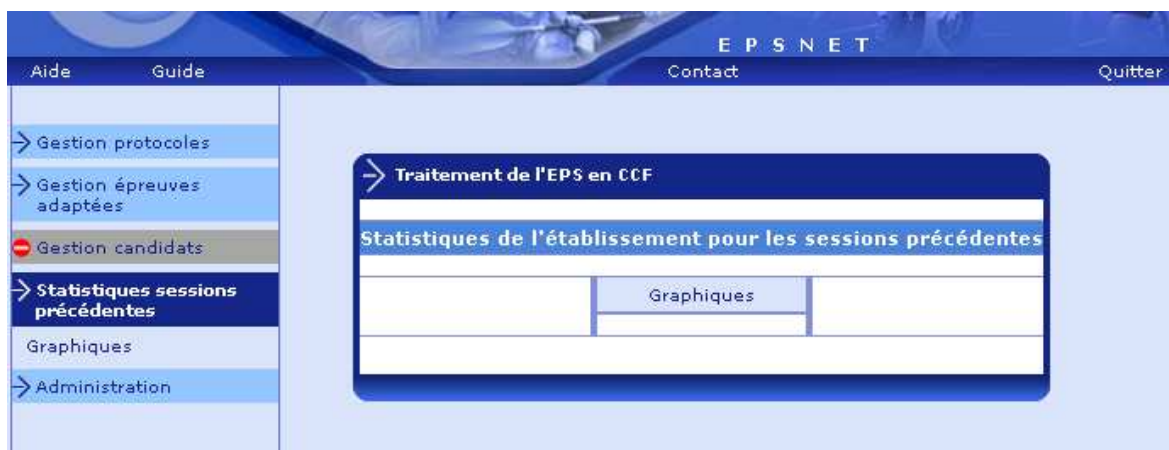 EPSNET
Aide Guide Contact Quitter
Gestion protocoles
Gestion épreuves
adaptées
Gestion candidats
Statistiques sessions
précédentes
Graphiques
Administration
Traitement de l'EPS en CCF
Statistiques de l'établissement pour les sessions précédentes
Graphiques